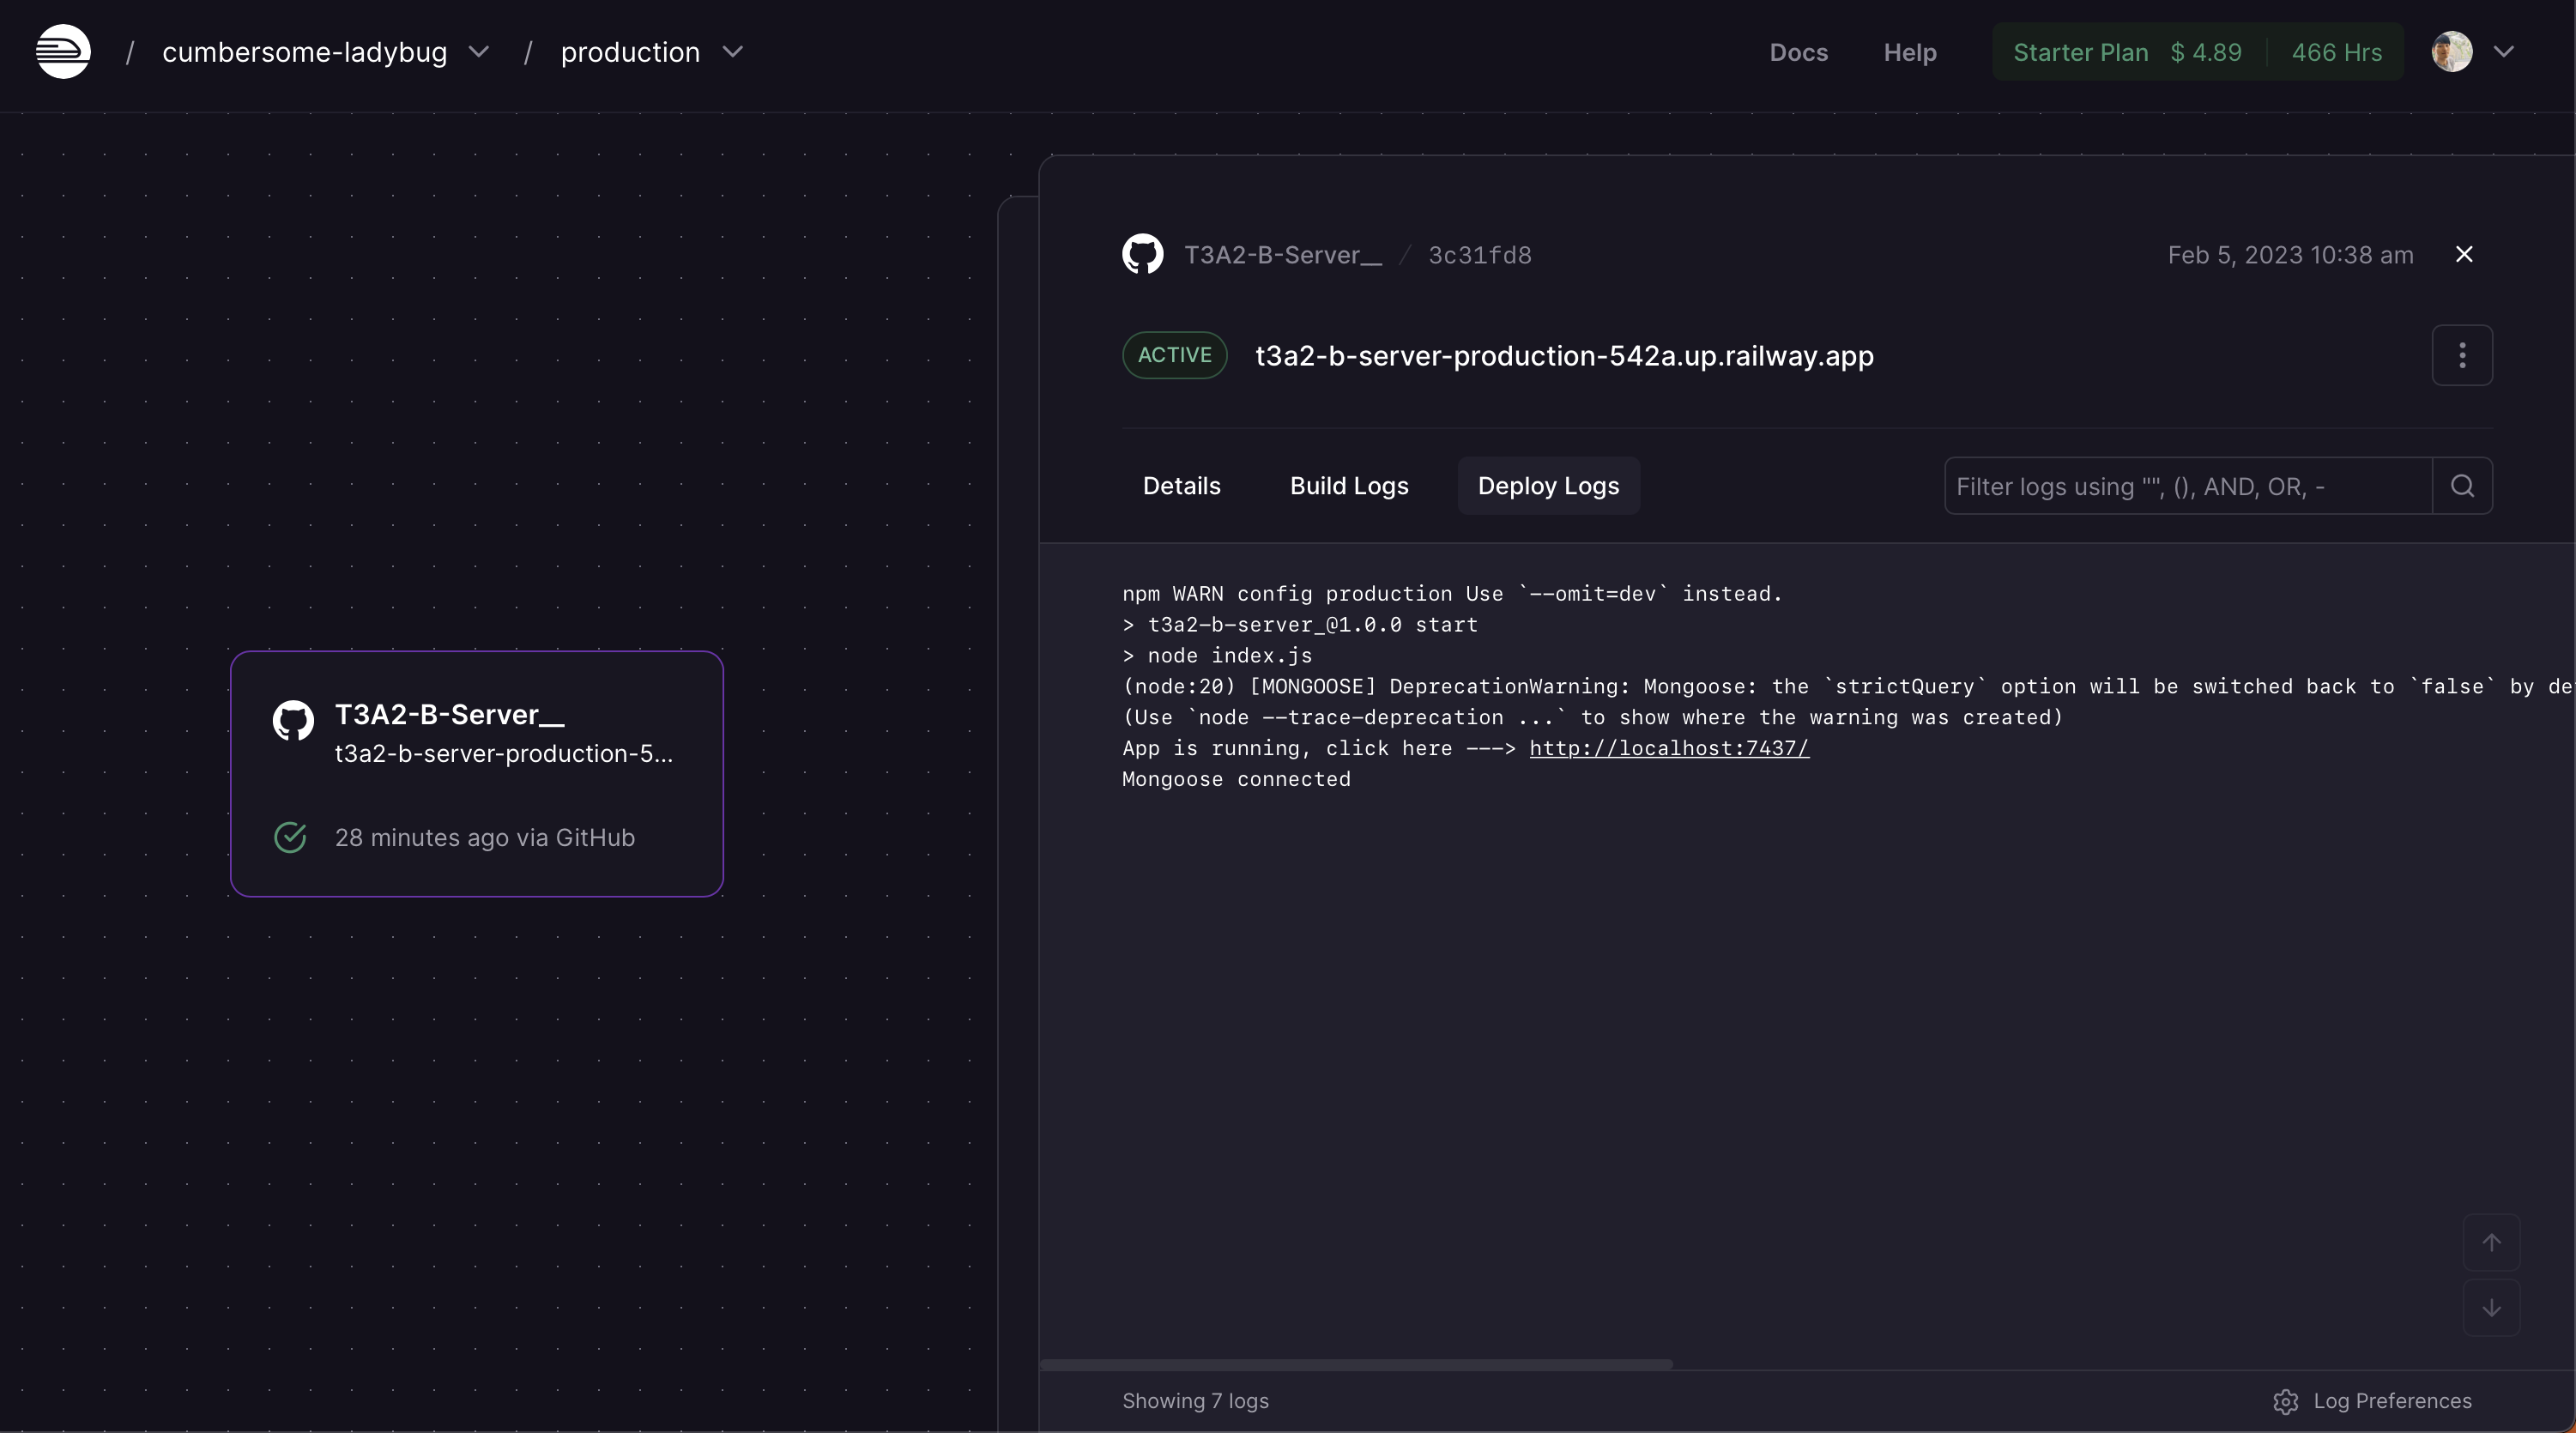 / cumbersome-ladybug / production Docs Help Starter Plan $ 4.89 466 Hrs
T3A2-B-Server__ / 3c31fd8 Feb 5, 2023 10:38 am
ACTIVE t3a2-b-server-production-542a.up.railway.app
Details Build Logs Deploy Logs Filter logs using "", (), AND, OR, -
npm WARN config production Use `--omit=dev` instead.
> t3a2-b-server_@1.0.0 start
> node index.js
(node:20) [MONGOOSE] DeprecationWarning: Mongoose: the `strictQuery` option will be switched back to `false` by
(Use `node --trace-deprecation ...` to show where the warning was created)
App is running, click here ---> http://localhost:7437/
Mongoose connected
T3A2-B-Server__
t3a2-b-server-production-5...
28 minutes ago via GitHub
Showing 7 logs Log Preferences